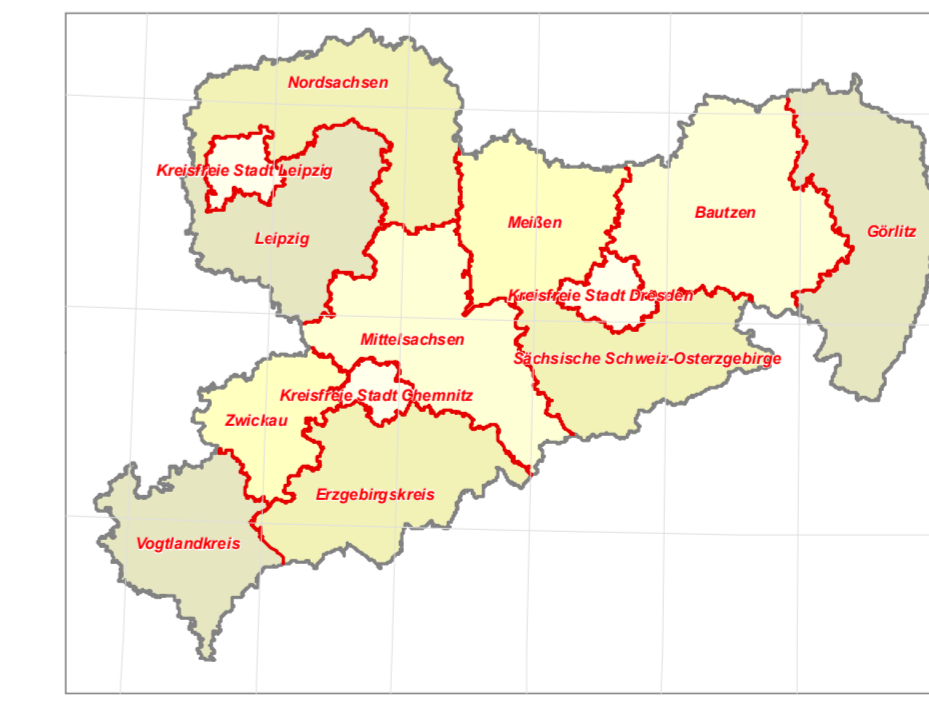 Nordsachsen
Kreisfreie Stadt Leipzig
Leipzig
Meißen
Bautzen
Görlitz
Kreisfreie Stadt Dresden
Mittelsachsen
Sächsische Schweiz-Osterzgebirge
Kreisfreie Stadt Chemnitz
Zwickau
Erzgebirgskreis
Vogtlandkreis